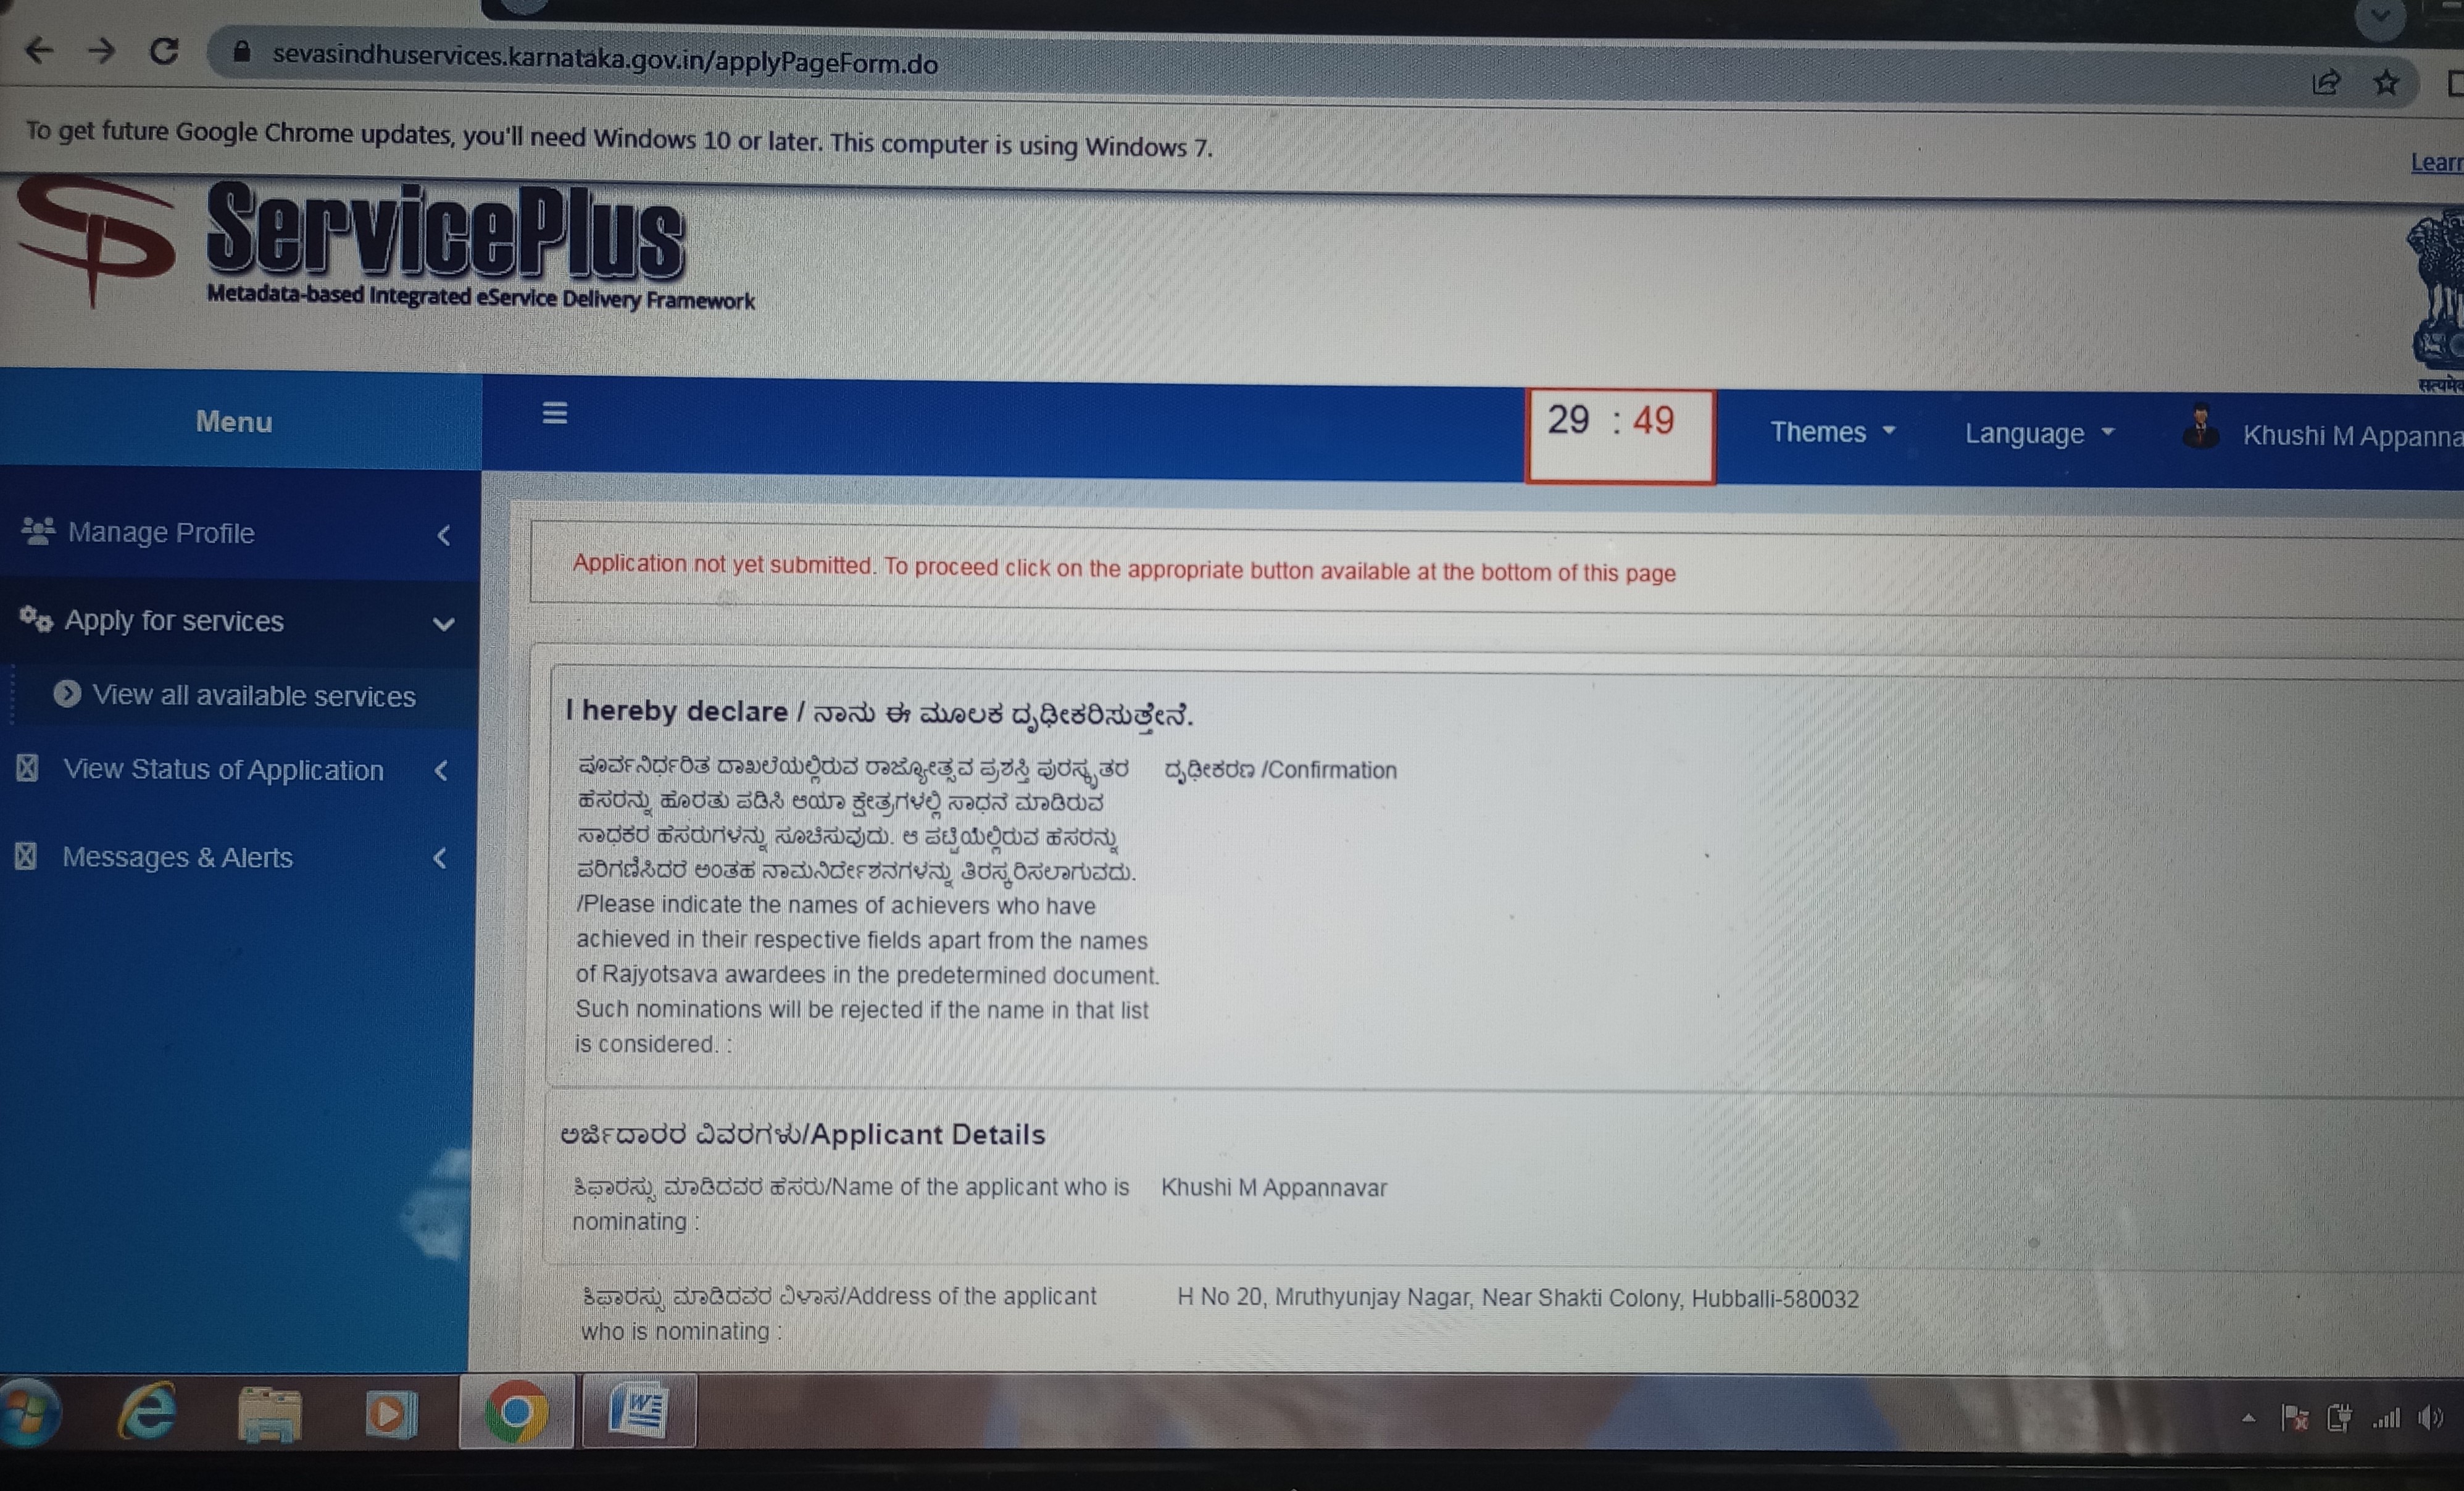 sevasindhuservices.karnataka.gov.in/applyPageForm.do
To get future Google Chrome updates, you'll need Windows 10 or later. This computer is using Windows 7.
Learn
ServicePlus
Metadata-based Integrated eService Delivery Framework
Menu
29 : 49
Themes
Language
Khushi M Appanna
Manage Profile
Apply for services
View all available services
View Status of Application
Messages & Alerts
Application not yet submitted. To proceed click on the appropriate button available at the bottom of this page
I hereby declare / ನಾನು ಈ ಮೂಲಕ ದೃಢೀಕರಿಸುತ್ತೇನೆ.
ಪೂರ್ವನಿರ್ಧರಿತ ದಾಖಲೆಯಲ್ಲಿರುವ ರಾಜ್ಯೋತ್ಸವ ಪ್ರಶಸ್ತಿ ಪುರಸ್ಕೃತರ ದೃಢೀಕರಣ /Confirmation
ಹೆಸರನ್ನು ಹೊರತು ಪಡಿಸಿ ಆಯಾ ಕ್ಷೇತ್ರಗಳಲ್ಲಿ ಸಾಧನೆ ಮಾಡಿರುವ
ಸಾಧಕರ ಹೆಸರುಗಳನ್ನು ಸೂಚಿಸುವುದು. ಆ ಪಟ್ಟಿಯಲ್ಲಿರುವ ಹೆಸರನ್ನು
ಪರಿಗಣಿಸಿದರೆ ಅಂತಹ ನಾಮನಿರ್ದೇಶನಗಳನ್ನು ತಿರಸ್ಕರಿಸಲಾಗುವದು.
/Please indicate the names of achievers who have
achieved in their respective fields apart from the names
of Rajyotsava awardees in the predetermined document.
Such nominations will be rejected if the name in that list
is considered. :
ಅರ್ಜಿದಾರರ ವಿವರಗಳು/Applicant Details
ಶಿಫಾರಸ್ಸು ಮಾಡಿದವರ ಹೆಸರು/Name of the applicant who is Khushi M Appannavar
nominating :
ಶಿಫಾರಸ್ಸು ಮಾಡಿದವರ ವಿಳಾಸ/Address of the applicant H No 20, Mruthyunjay Nagar, Near Shakti Colony, Hubballi-580032
who is nominating :